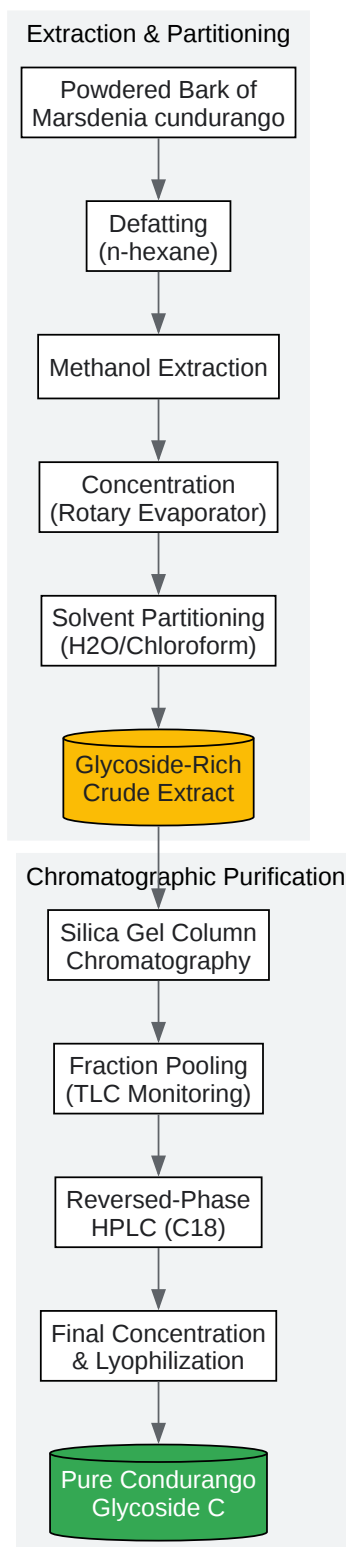 Extraction & Partitioning
Powdered Bark of
Marsdenia cundurango
Defatting
(n-hexane)
Methanol Extraction
Concentration
(Rotary Evaporator)
Solvent Partitioning
(H2O/Chloroform)
Glycoside-Rich
Crude Extract
Chromatographic Purification
Silica Gel Column
Chromatography
Fraction Pooling
(TLC Monitoring)
Reversed-Phase
HPLC (C18)
Final Concentration
& Lyophilization
Pure Condurango
Glycoside C